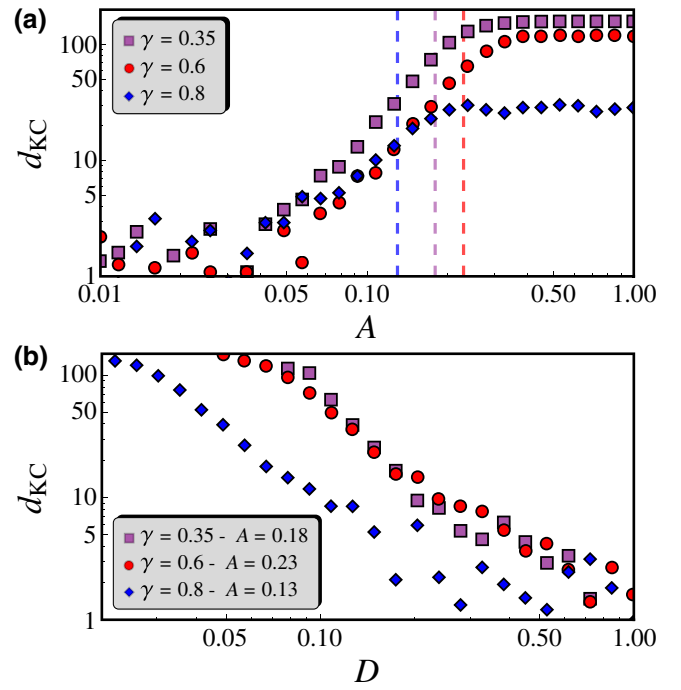 (a)
γ = 0.35
γ = 0.6
γ = 0.8
d_KC
100
50
10
5
1
0.01
0.05
0.10
0.50
1.00
A
(b)
d_KC
100
50
10
5
1
γ = 0.35 - A = 0.18
γ = 0.6 - A = 0.23
γ = 0.8 - A = 0.13
0.05
0.10
0.50
1.00
D